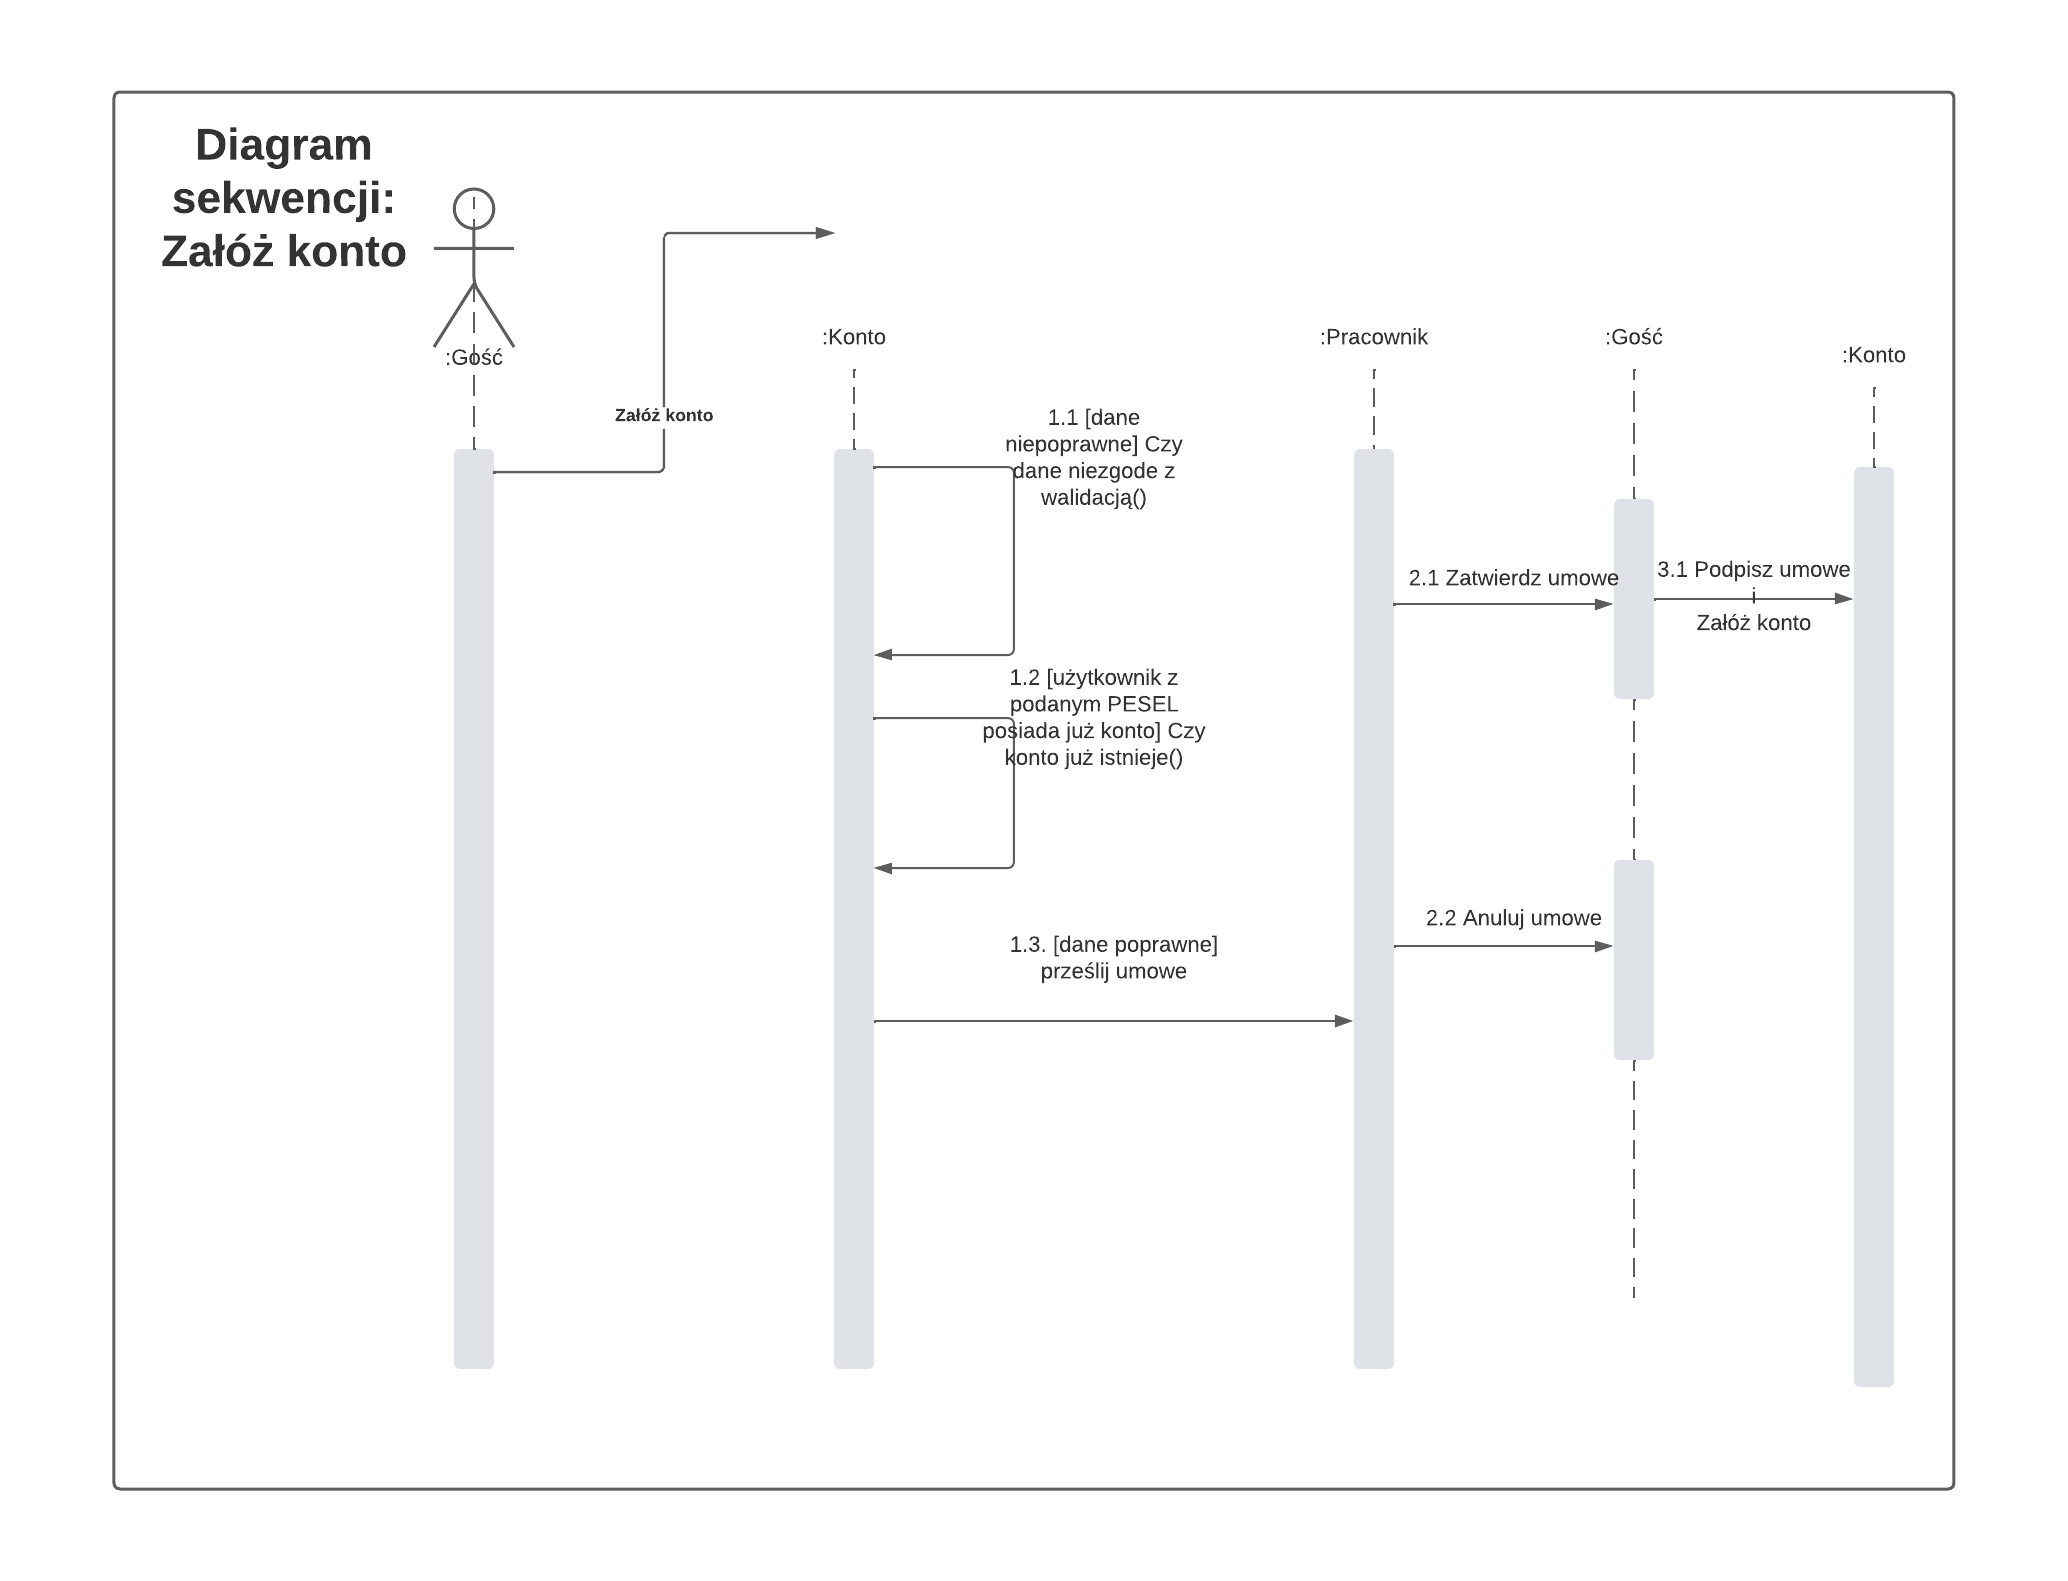 Diagram
sekwencji:
Załóż konto
:Gość
:Konto
:Pracownik
:Gość
:Konto
Załóż konto
1.1 [dane
niepoprawne] Czy
dane niezgode z
walidacją()
2.1 Zatwierdz umowe
3.1 Podpisz umowe
i
Załóż konto
1.2 [użytkownik z
podanym PESEL
posiada już konto] Czy
konto już istnieje()
2.2 Anuluj umowe
1.3. [dane poprawne]
prześlij umowe